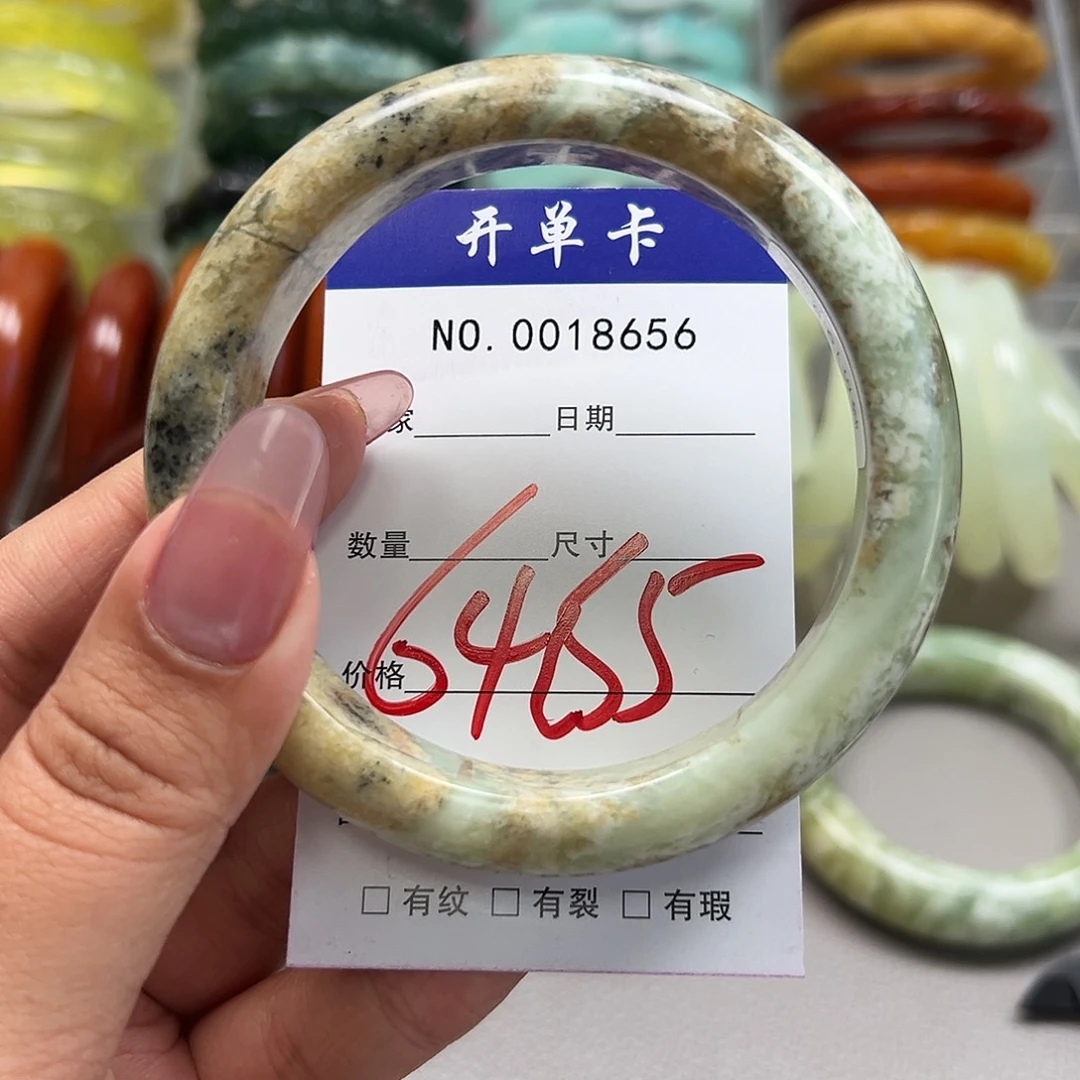 开单卡
NO. 0018656
家 日期
数量 尺寸
6455
价格
□ 有纹 □ 有裂 □ 有瑕